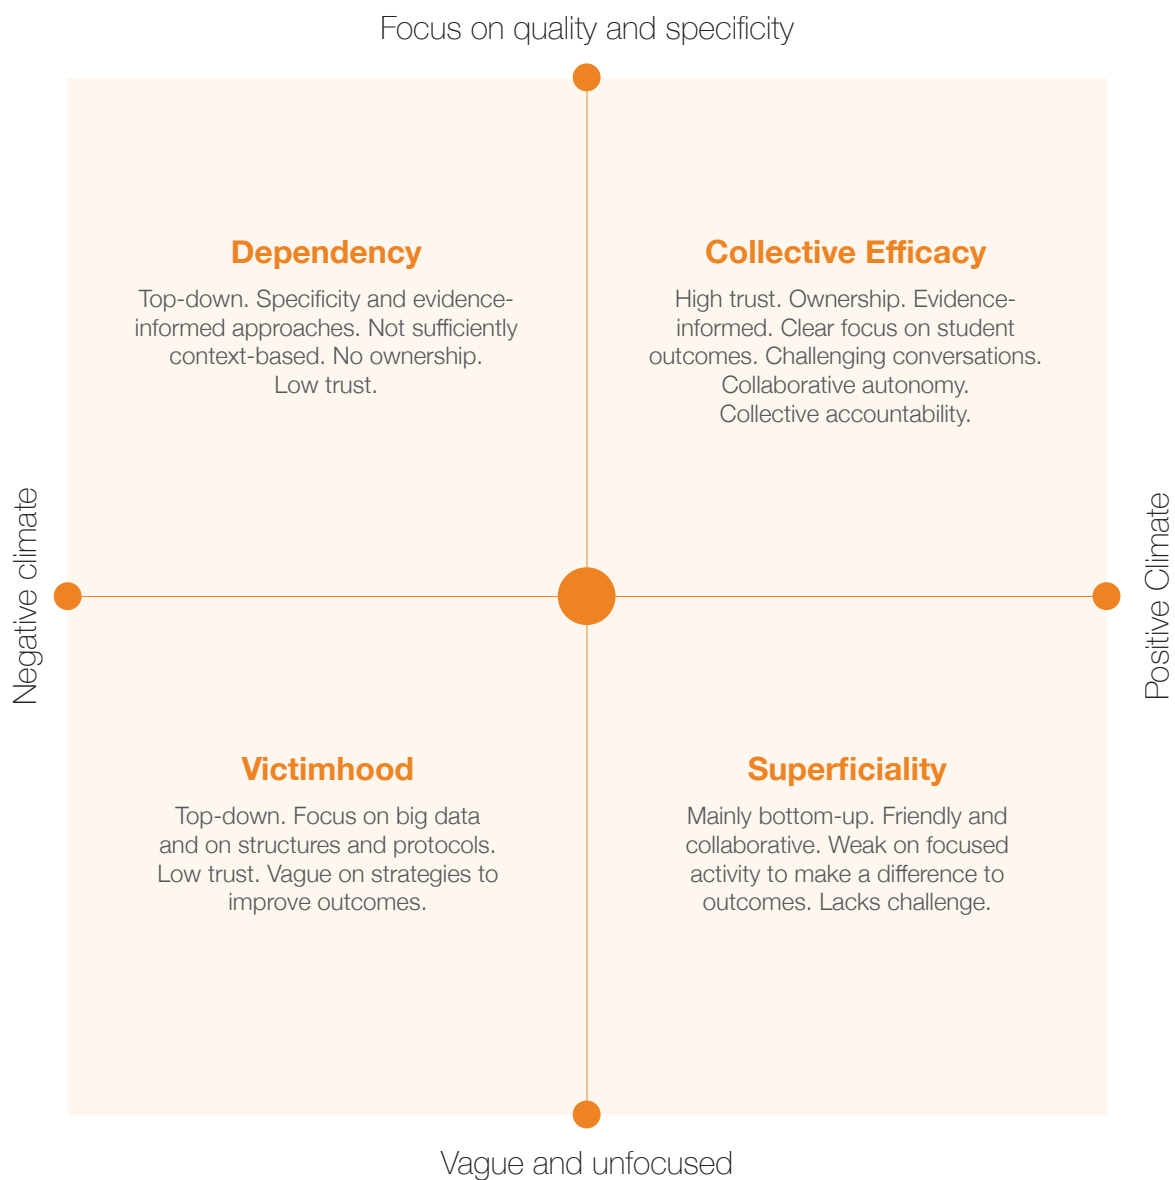 Focus on quality and specificity
Dependency
Top-down. Specificity and evidence-
informed approaches. Not sufficiently
context-based. No ownership.
Low trust.
Collective Efficacy
High trust. Ownership. Evidence-
informed. Clear focus on student
outcomes. Challenging conversations.
Collaborative autonomy.
Collective accountability.
Negative climate
Positive Climate
Victimhood
Top-down. Focus on big data
and on structures and protocols.
Low trust. Vague on strategies to
improve outcomes.
Superficiality
Mainly bottom-up. Friendly and
collaborative. Weak on focused
activity to make a difference to
outcomes. Lacks challenge.
Vague and unfocused